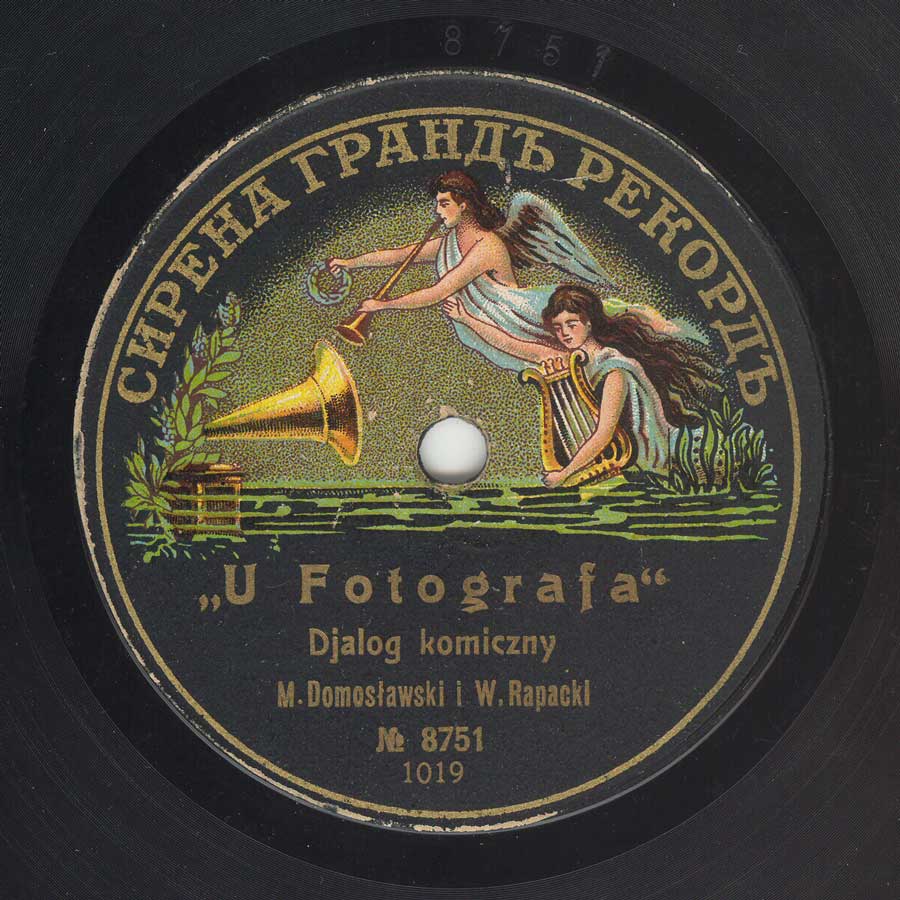 8751
СИРЕНА ГРАНДЪ РЕКОРДЪ
„U Fotografa“
Djalog komiczny
M. Domosławski i W. Rapacki
№ 8751
1019